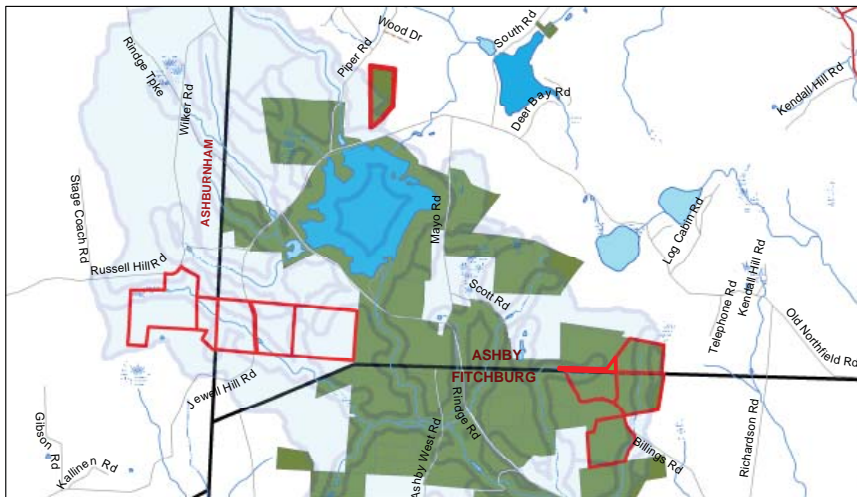 Wood Dr
South Rd
Rindge Tpke
Piper Rd
Wilker Rd
Deer Bay Rd
Kendall Hill Rd
ASHBURNHAM
Stage Coach Rd
Mayo Rd
Log Cabin Rd
Russell Hill Rd
Kendall Hill Rd
Scott Rd
Telephone Rd
Old Northfield Rd
ASHBY
FITCHBURG
Jewell Hill Rd
Rindge Rd
Gibson Rd
Richardson Rd
Billings Rd
Ashby West Rd
Kallinen Rd